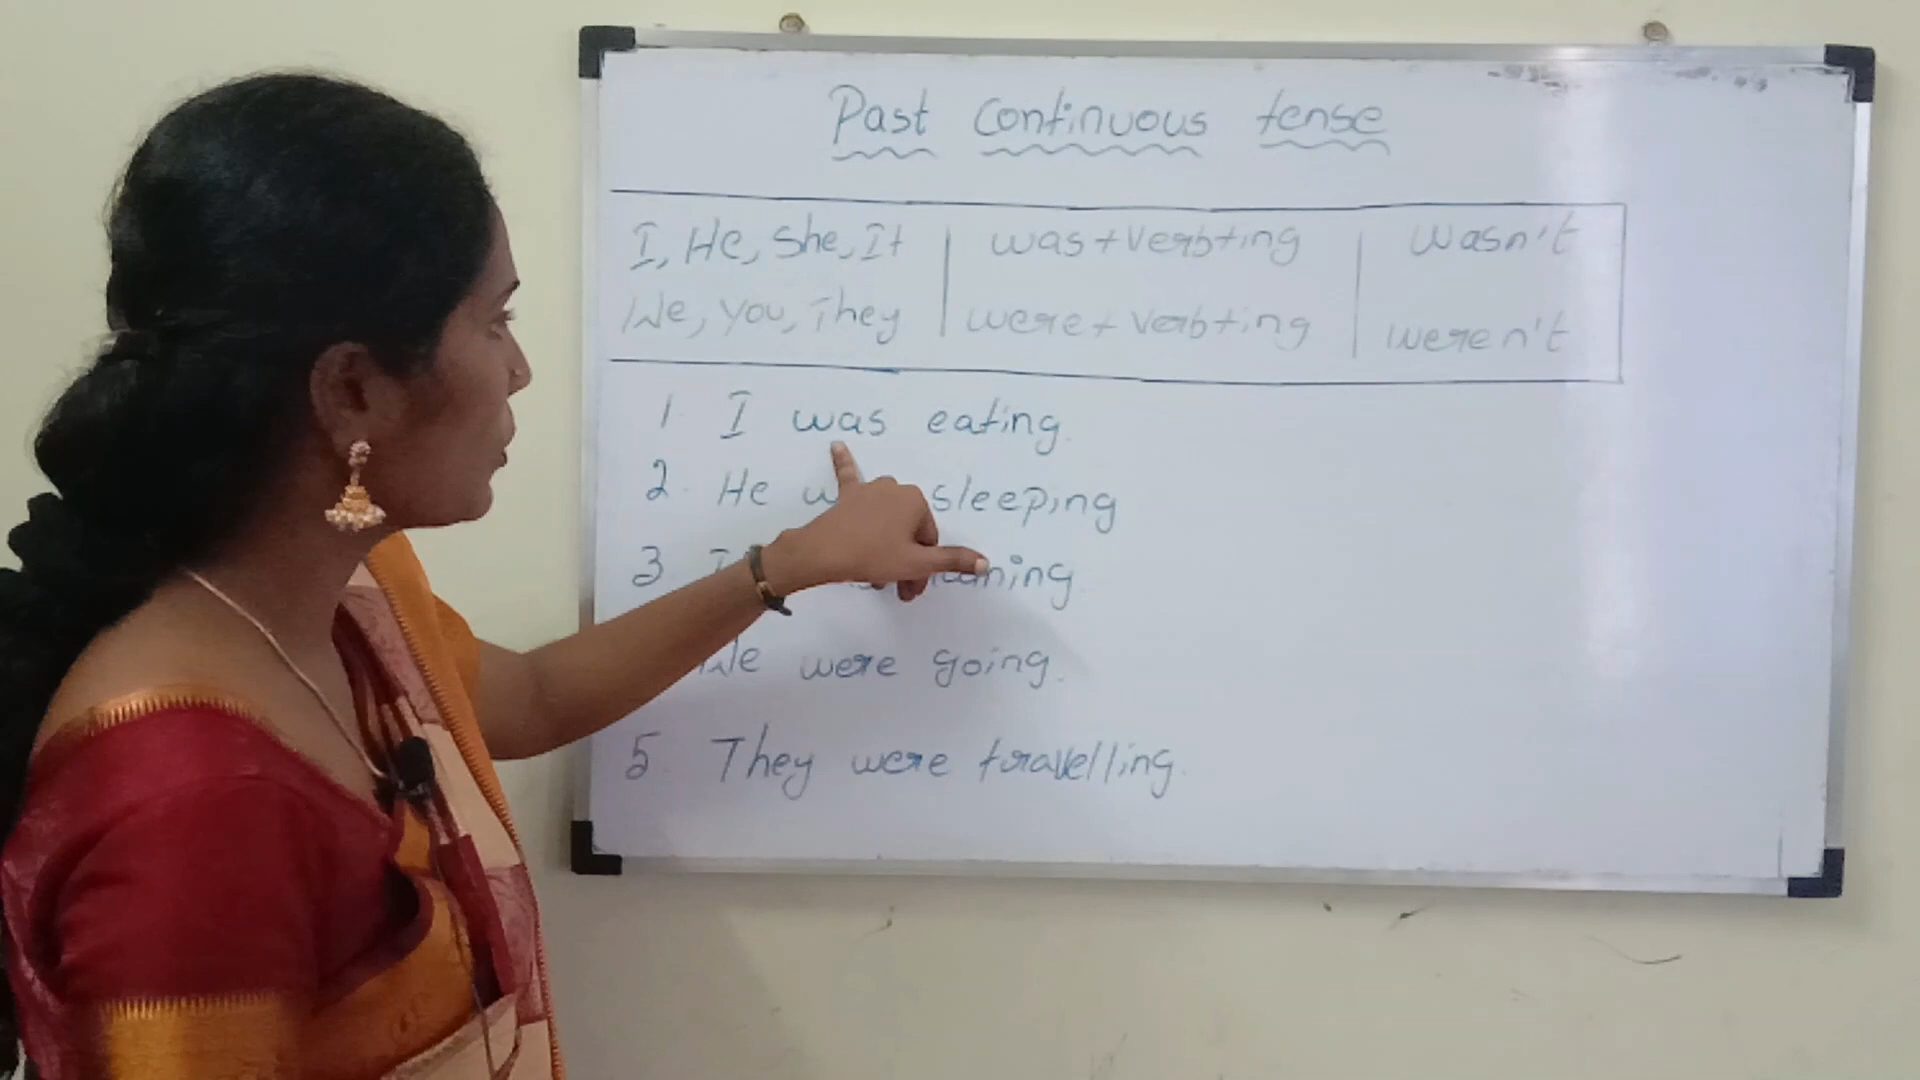 Past Continuous tense
I, He, She, It | was+verb+ing | wasn't
We, you, They | were+verb+ing | weren't
1. I was eating.
2. He sleeping
3
We were going.
5. They were travelling.